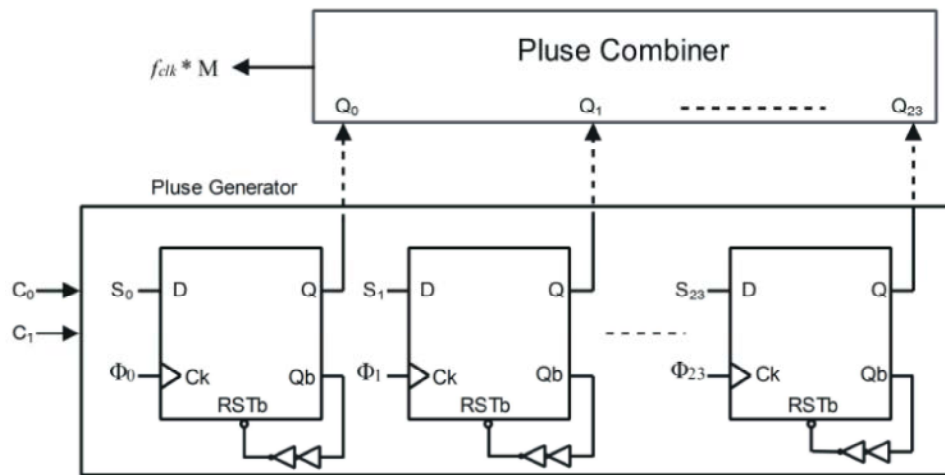 Pluse Combiner
f_clk * M
Q₀ Q₁ Q₂₃
Pluse Generator
C₀
C₁
S₀ D Q
Φ₀ Ck Qb
RSTb
S₁ D Q
Φ₁ Ck Qb
RSTb
S₂₃ D Q
Φ₂₃ Ck Qb
RSTb